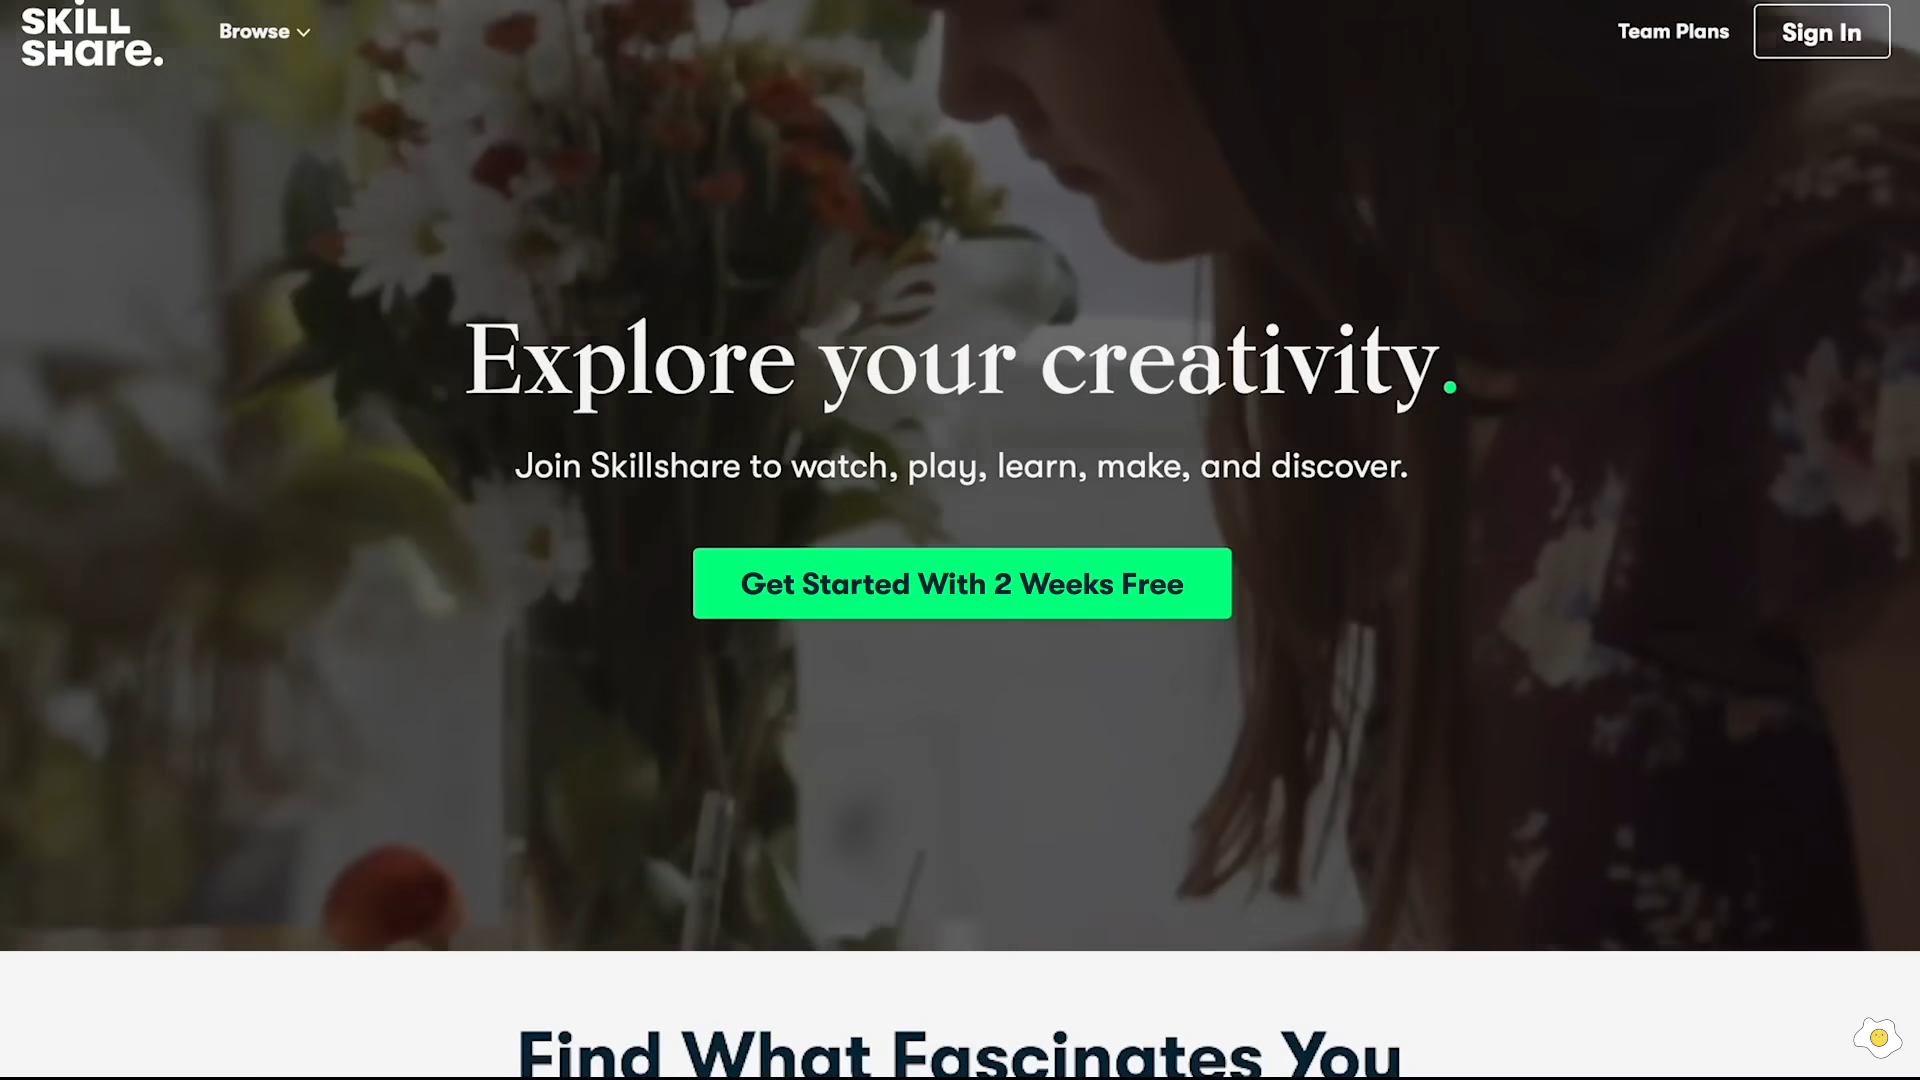 SKiLL
SHare.
Browse
Team Plans
Sign In
Explore your creativity.
Join Skillshare to watch, play, learn, make, and discover.
Get Started With 2 Weeks Free
Find What Fascinates You